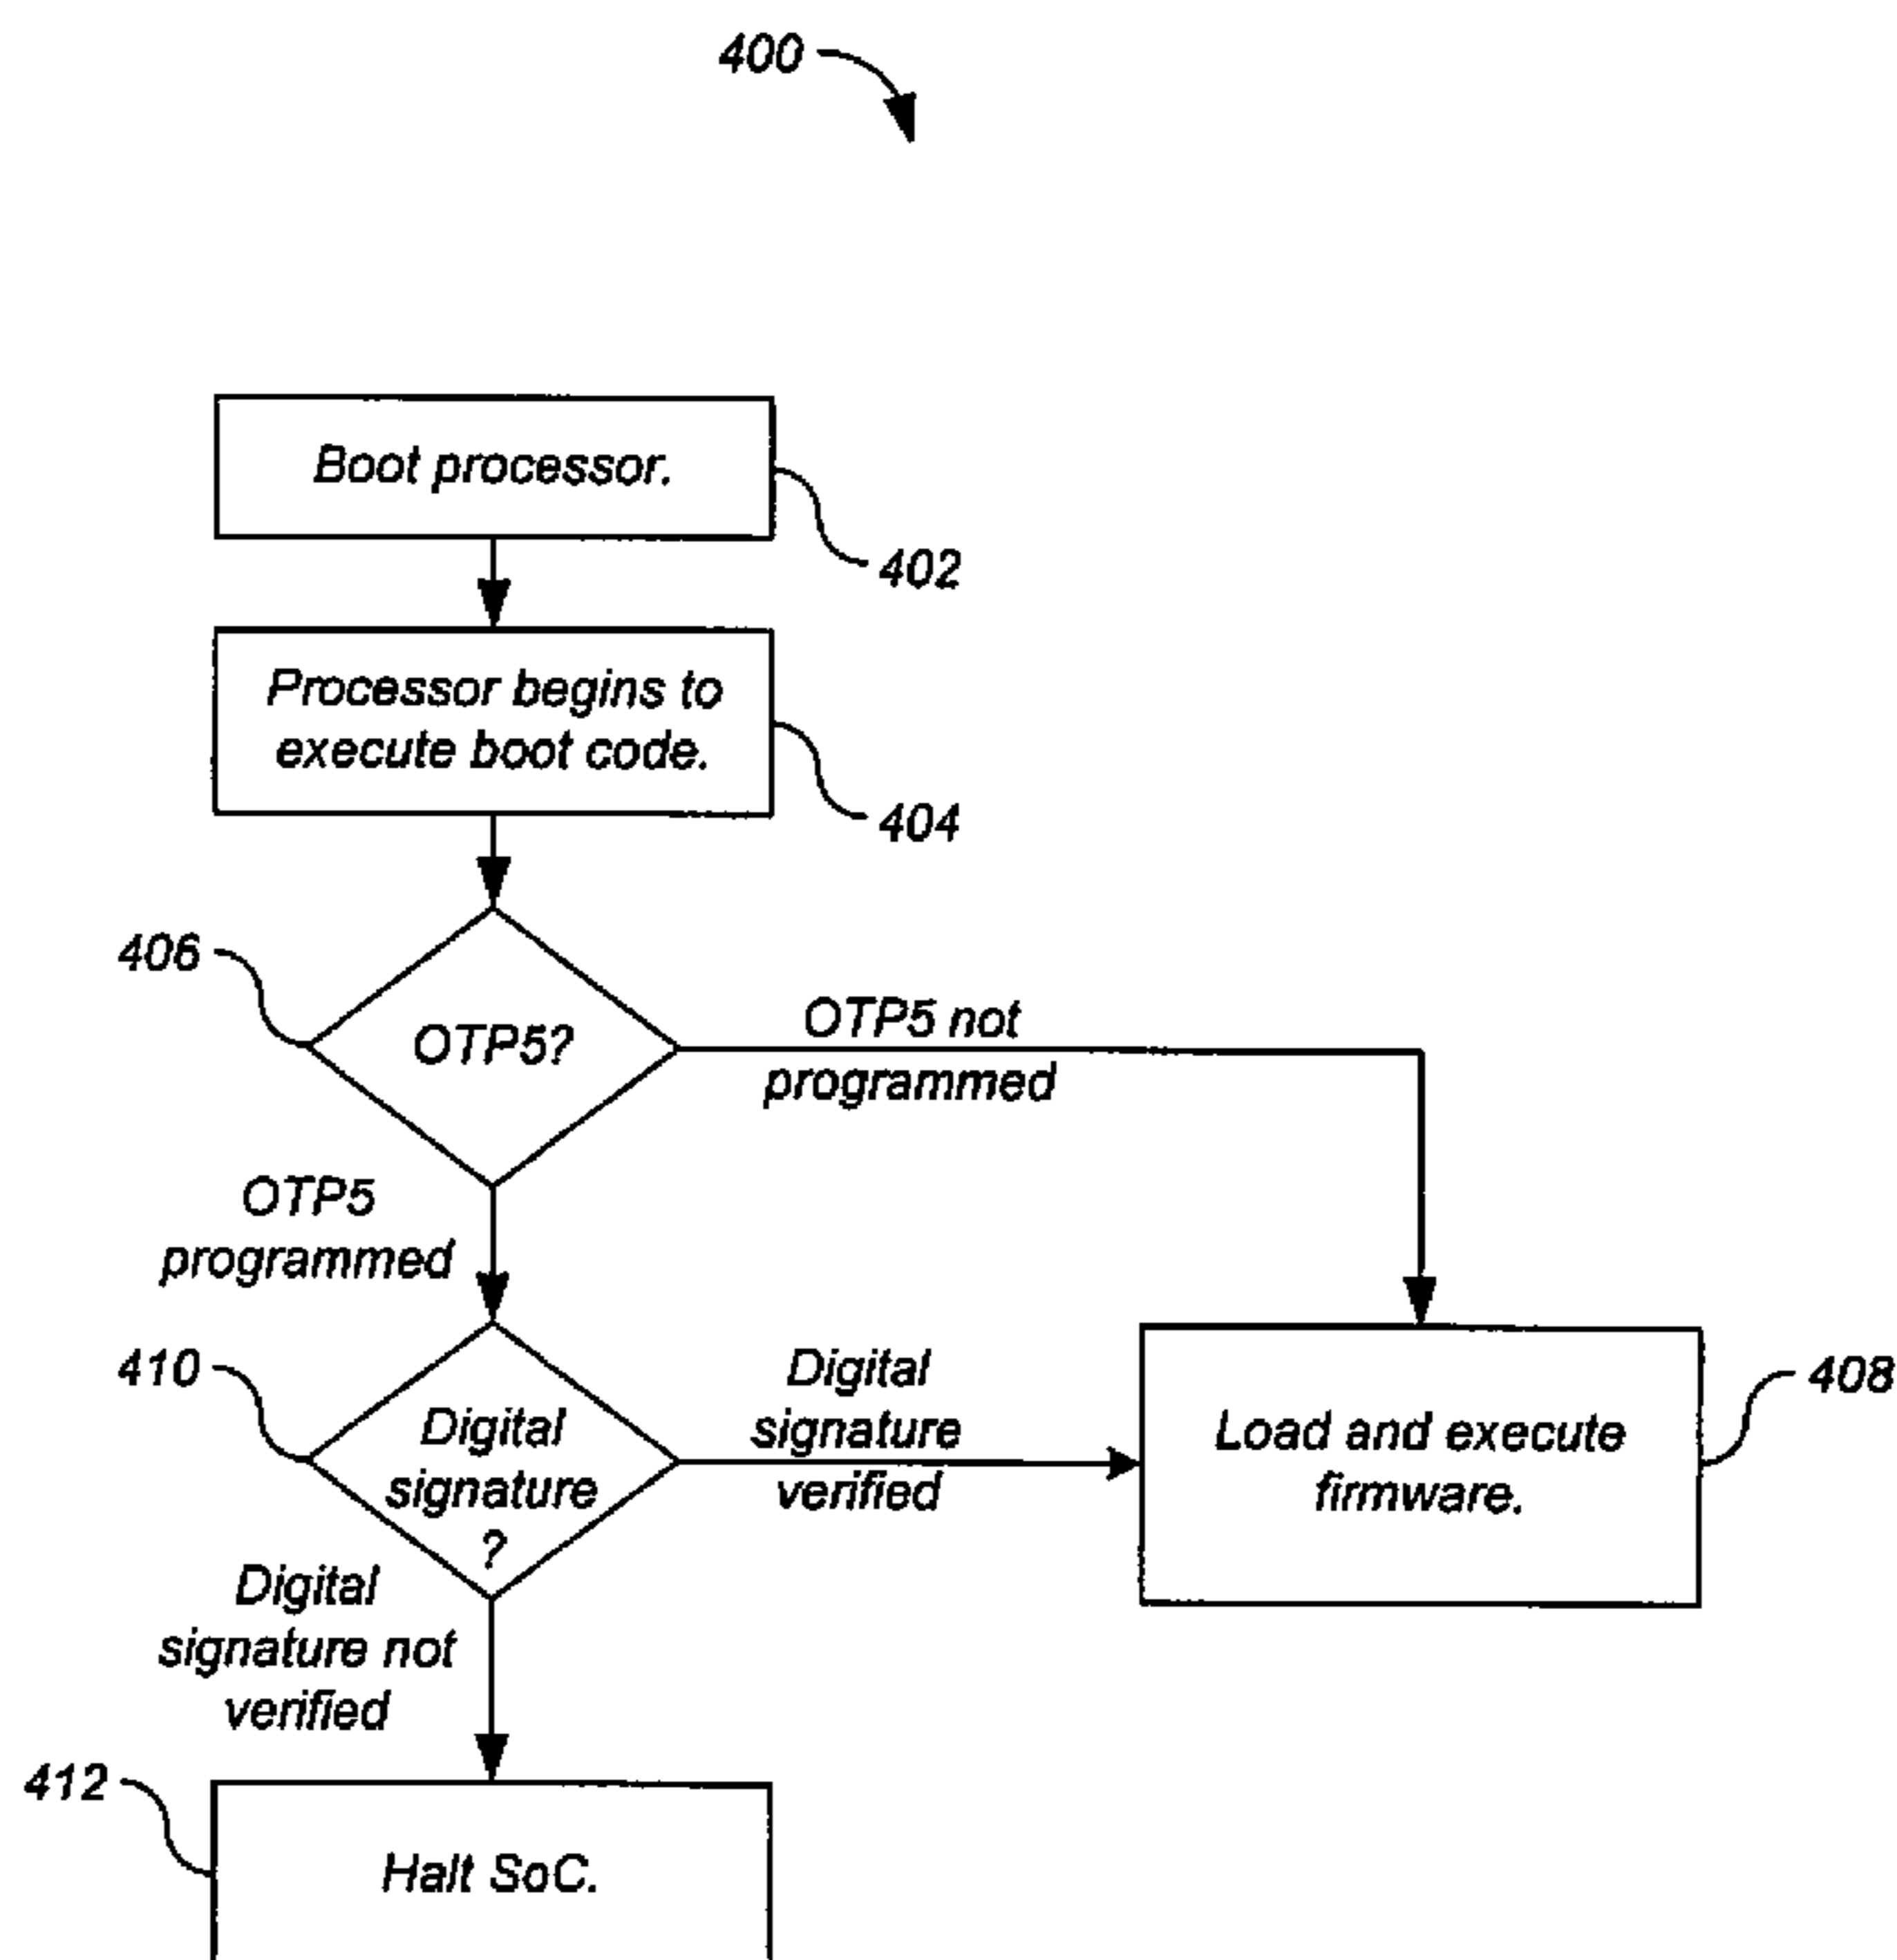 400
Boot processor.
402
Processor begins to
execute boot code.
404
406
OTP5?
OTP5 not
programmed
OTP5
programmed
410
Digital
signature
?
Digital
signature
verified
Load and execute
firmware.
408
Digital
signature not
verified
412
Halt SoC.